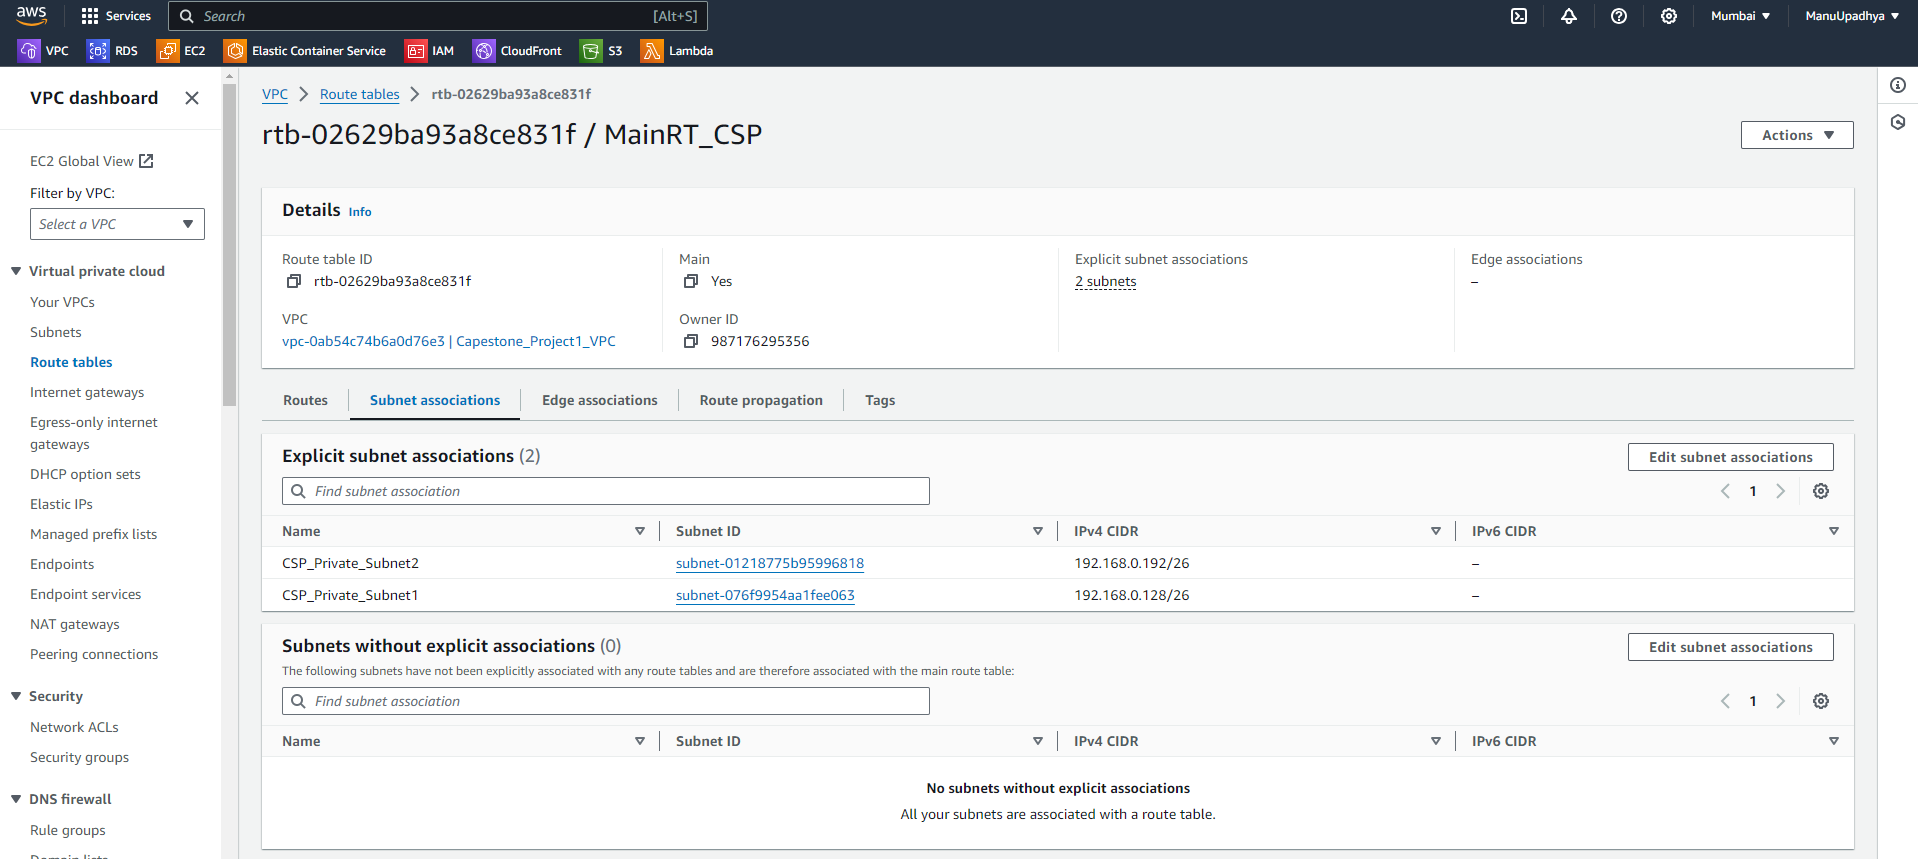 aws Services Search [Alt+S] Mumbai ▼ ManuUpadhya ▼
VPC RDS EC2 Elastic Container Service IAM CloudFront S3 Lambda
VPC dashboard
EC2 Global View
Filter by VPC:
Select a VPC
Virtual private cloud
Your VPCs
Subnets
Route tables
Internet gateways
Egress-only internet
gateways
DHCP option sets
Elastic IPs
Managed prefix lists
Endpoints
Endpoint services
NAT gateways
Peering connections
Security
Network ACLs
Security groups
DNS firewall
Rule groups
Domain lists
VPC > Route tables > rtb-02629ba93a8ce831f
rtb-02629ba93a8ce831f / MainRT_CSP
Actions ▼
Details Info
Route table ID
rtb-02629ba93a8ce831f
Main
Yes
Explicit subnet associations
2 subnets
Edge associations
–
VPC
vpc-0ab54c74b6a0d76e3 | Capestone_Project1_VPC
Owner ID
987176295356
Routes Subnet associations Edge associations Route propagation Tags
Explicit subnet associations (2)
Edit subnet associations
Find subnet association
1
Name Subnet ID IPv4 CIDR IPv6 CIDR
CSP_Private_Subnet2 subnet-01218775b95996818 192.168.0.192/26 –
CSP_Private_Subnet1 subnet-076f9954aa1fee063 192.168.0.128/26 –
Subnets without explicit associations (0)
Edit subnet associations
The following subnets have not been explicitly associated with any route tables and are therefore associated with the main route table:
Find subnet association
1
Name Subnet ID IPv4 CIDR IPv6 CIDR
No subnets without explicit associations
All your subnets are associated with a route table.